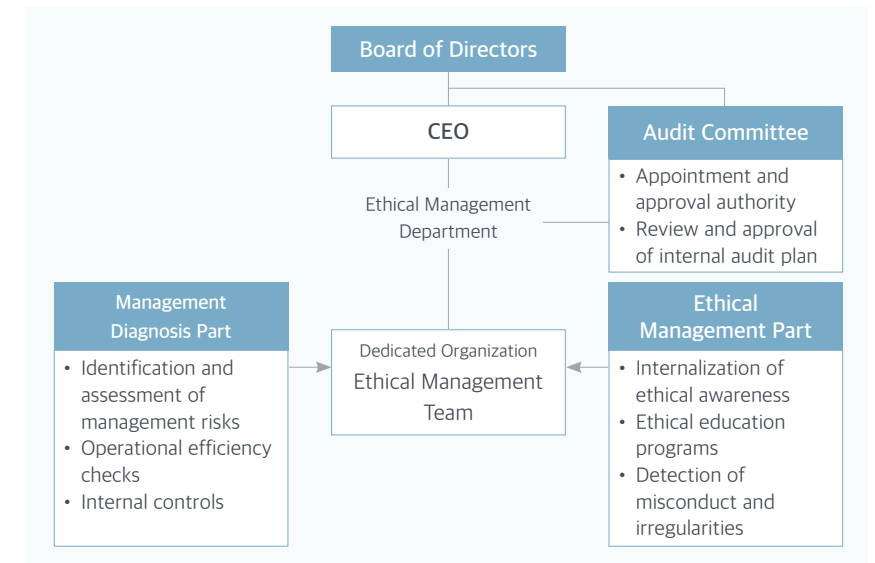 Board of Directors
CEO
Audit Committee
• Appointment and
approval authority
• Review and approval
of internal audit plan
Ethical Management
Department
Management
Diagnosis Part
• Identification and
assessment of
management risks
• Operational efficiency
checks
• Internal controls
Dedicated Organization
Ethical Management
Team
Ethical
Management Part
• Internalization of
ethical awareness
• Ethical education
programs
• Detection of
misconduct and
irregularities